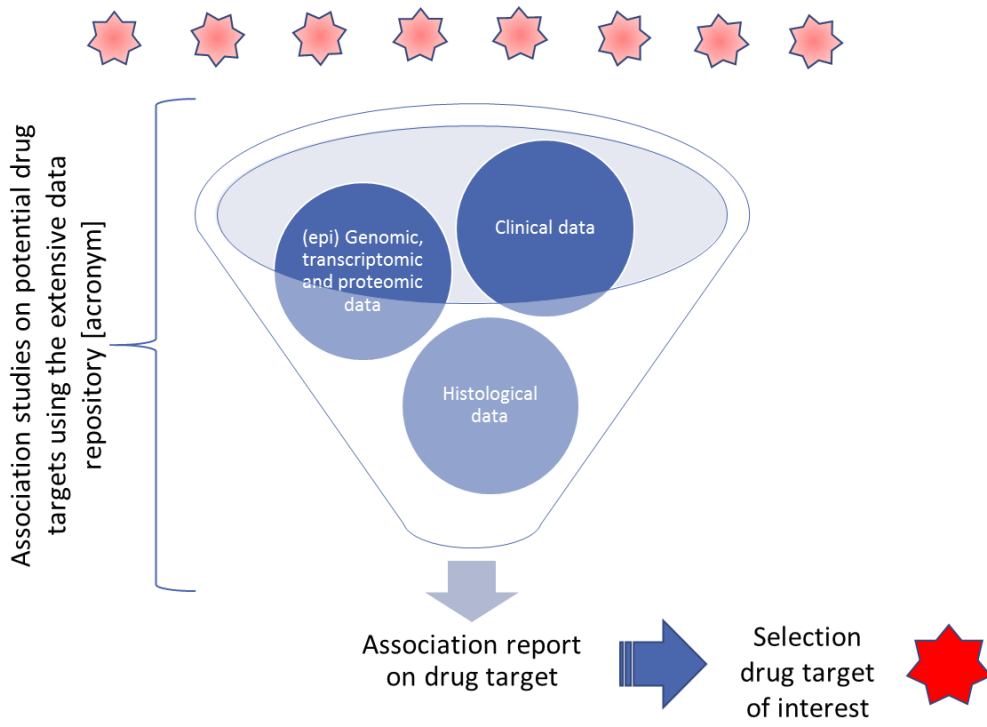 Association studies on potential drug
targets using the extensive data
repository [acronym]
(epi) Genomic,
transcriptomic
and proteomic
data
Clinical data
Histological
data
Association report
on drug target
Selection
drug target
of interest